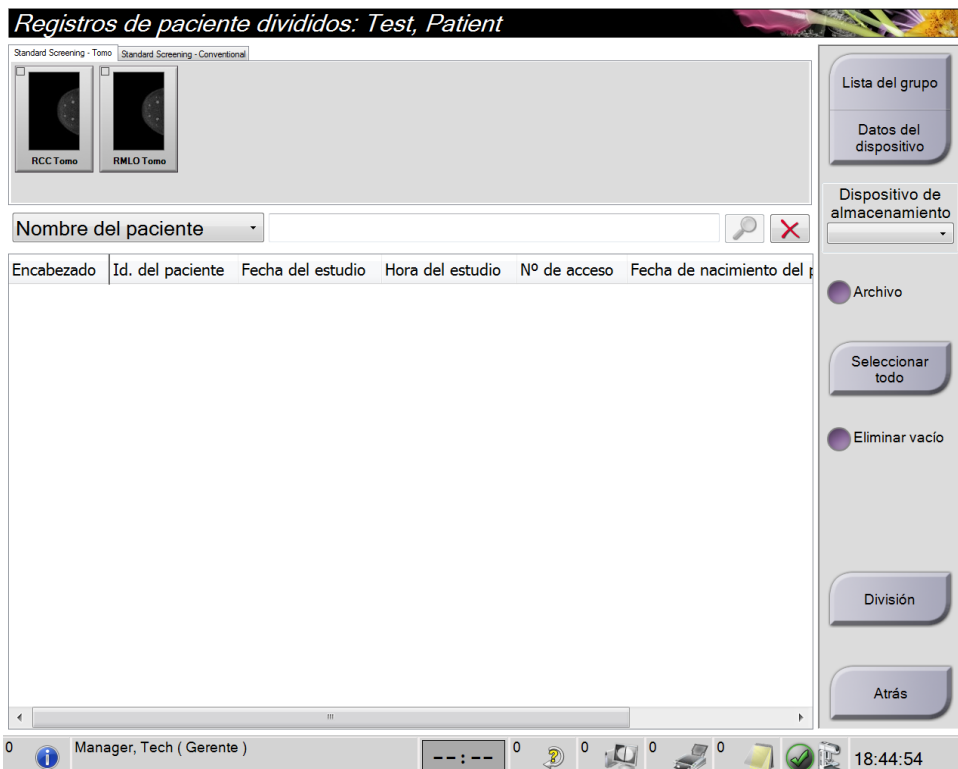 Registros de paciente divididos: Test, Patient
Standard Screening - Tomo
Standard Screening - Conventional
RCC Tomo
RMLO Tomo
Nombre del paciente
Encabezado Id. del paciente Fecha del estudio Hora del estudio Nº de acceso Fecha de nacimiento del p
Lista del grupo
Datos del
dispositivo
Dispositivo de
almacenamiento
Archivo
Seleccionar
todo
Eliminar vacío
División
Atrás
0 Manager, Tech ( Gerente ) --:-- 0 0 0 0 18:44:54